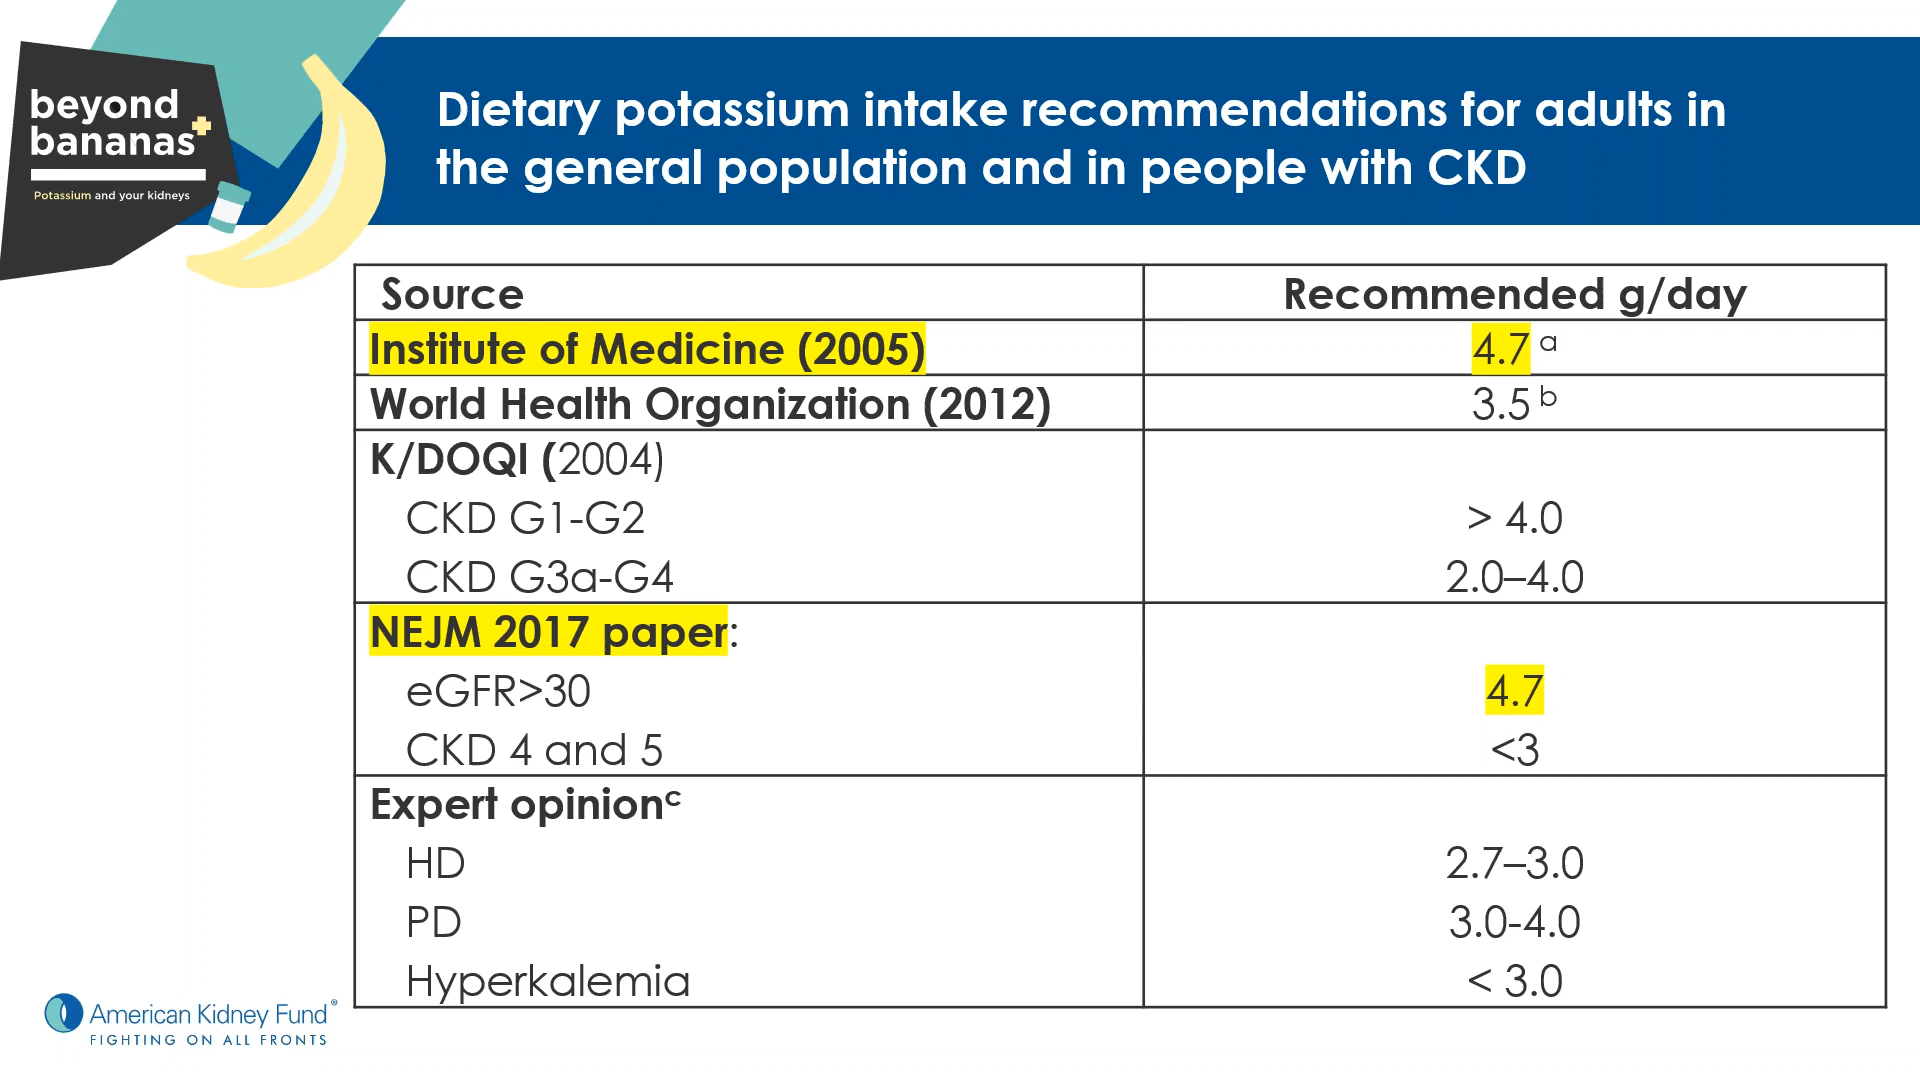 beyond
bananas
Potassium and your kidneys
Dietary potassium intake recommendations for adults in
the general population and in people with CKD
Source Recommended g/day
Institute of Medicine (2005) 4.7 a
World Health Organization (2012) 3.5 b
K/DOQI (2004)
CKD G1-G2 > 4.0
CKD G3a-G4 2.0–4.0
NEJM 2017 paper:
eGFR>30 4.7
CKD 4 and 5 <3
Expert opinionc
HD 2.7–3.0
PD 3.0-4.0
Hyperkalemia < 3.0
American Kidney Fund®
FIGHTING ON ALL FRONTS